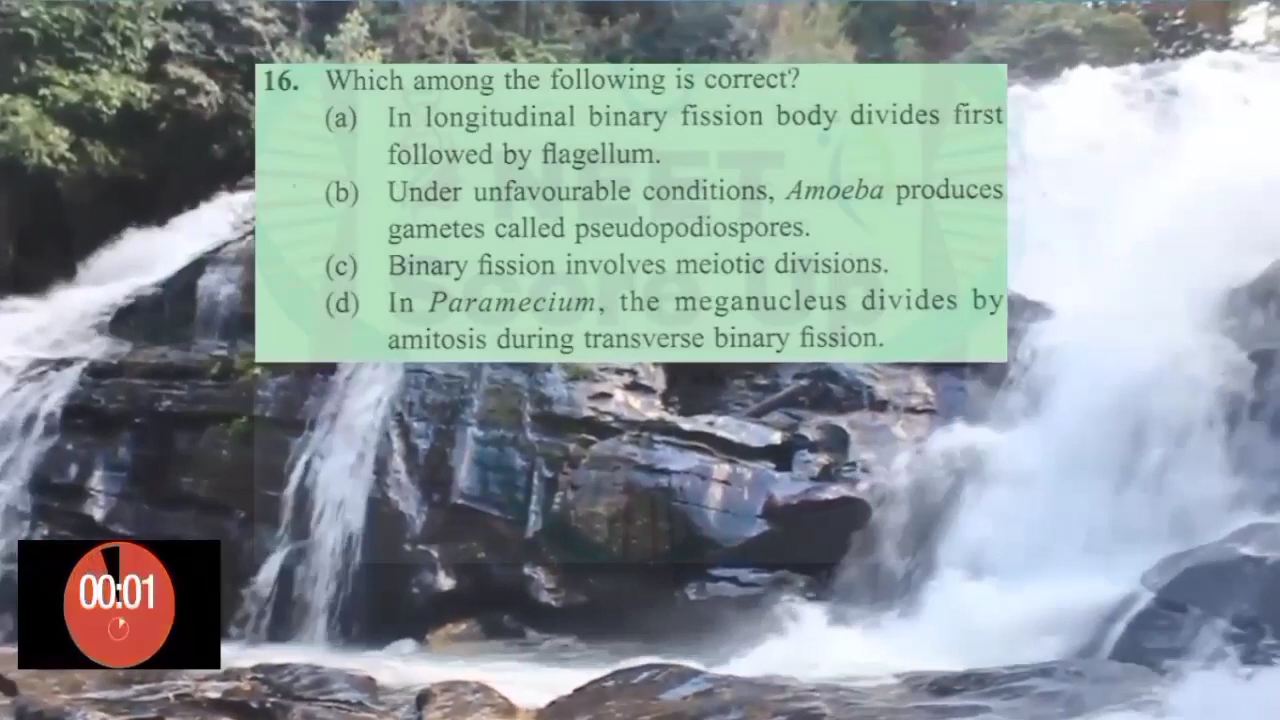 16. Which among the following is correct?
(a) In longitudinal binary fission body divides first
followed by flagellum.
(b) Under unfavourable conditions, Amoeba produces
gametes called pseudopodiospores.
(c) Binary fission involves meiotic divisions.
(d) In Paramecium, the meganucleus divides by
amitosis during transverse binary fission.
00:01